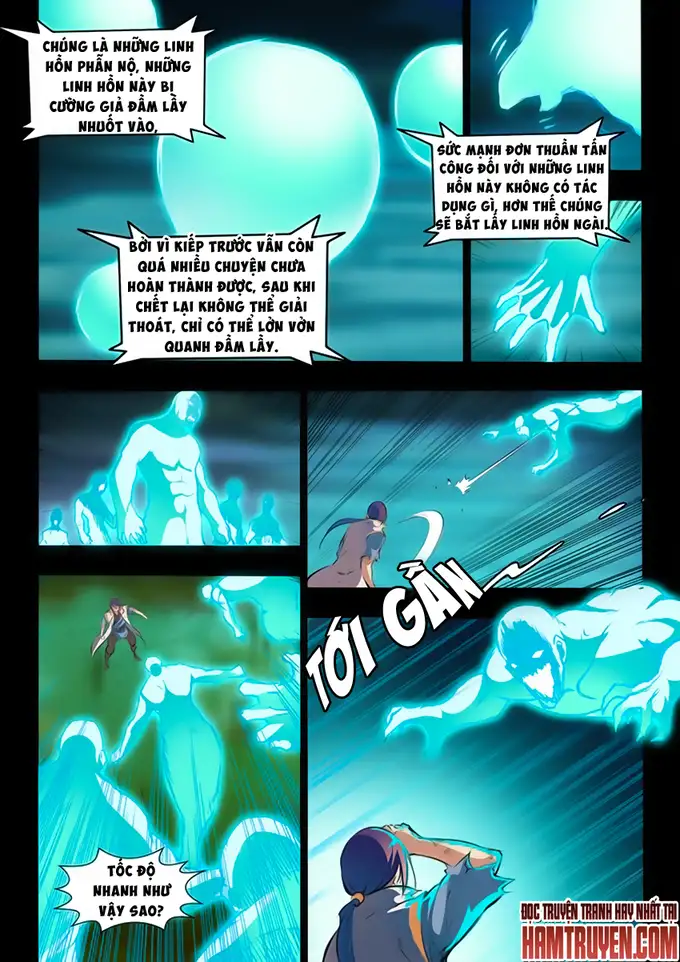 CHÚNG LÀ NHỮNG LINH
HỒN PHẪN NỘ, NHỮNG
LINH HỒN NÀY BỊ
CƯỜNG GIẢ ĐẦM LẦY
NHUỐT VÀO,
SỨC MẠNH ĐƠN THUẦN TẤN
CÔNG ĐỐI VỚI NHỮNG LINH
HỒN NÀY KHÔNG CÓ TÁC
DỤNG GÌ, HƠN THẾ CHÚNG
SẼ BẮT LẤY LINH HỒN NGÀI.
BỞI VÌ KIẾP TRƯỚC VẪN CÒN
QUÁ NHIỀU CHUYỆN CHƯA
HOÀN THÀNH ĐƯỢC, SAU KHI
CHẾT LẠI KHÔNG THỂ GIẢI
THOÁT, CHỈ CÓ THỂ LỞN VỞN
QUANH ĐẦM LẦY.
TỚI GẦN
TỐC ĐỘ
NHANH NHƯ
VẬY SAO?
ĐỌC TRUYỆN TRANH HAY NHẤT TẠI
HAMTRUYEN.COM